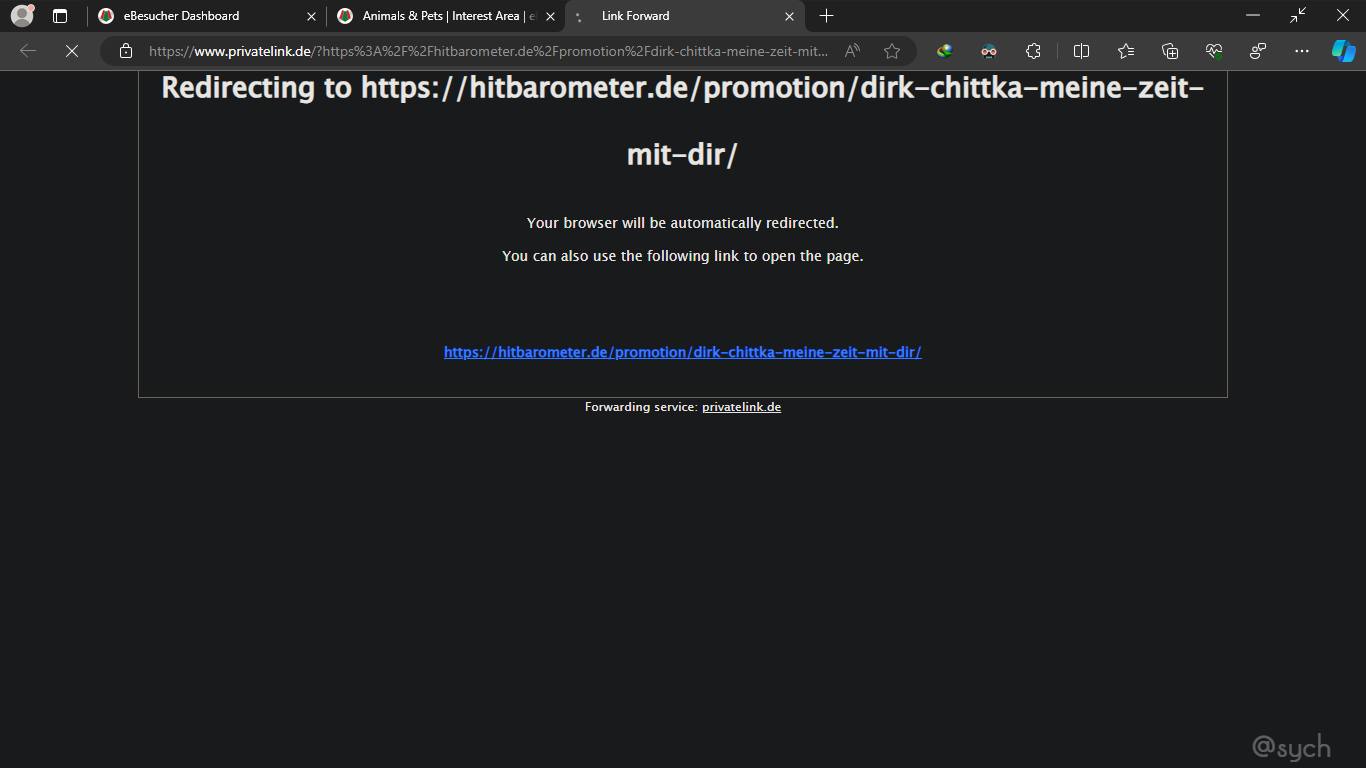 eBesucher Dashboard
Animals & Pets | Interest Area | e
Link Forward
https://www.privatelink.de/?https%3A%2F%2Fhitbarometer.de%2Fpromotion%2Fdirk-chittka-meine-zeit-mit...
Redirecting to https://hitbarometer.de/promotion/dirk-chittka-meine-zeit-
mit-dir/
Your browser will be automatically redirected.
You can also use the following link to open the page.
https://hitbarometer.de/promotion/dirk-chittka-meine-zeit-mit-dir/
Forwarding service: privatelink.de
@sych